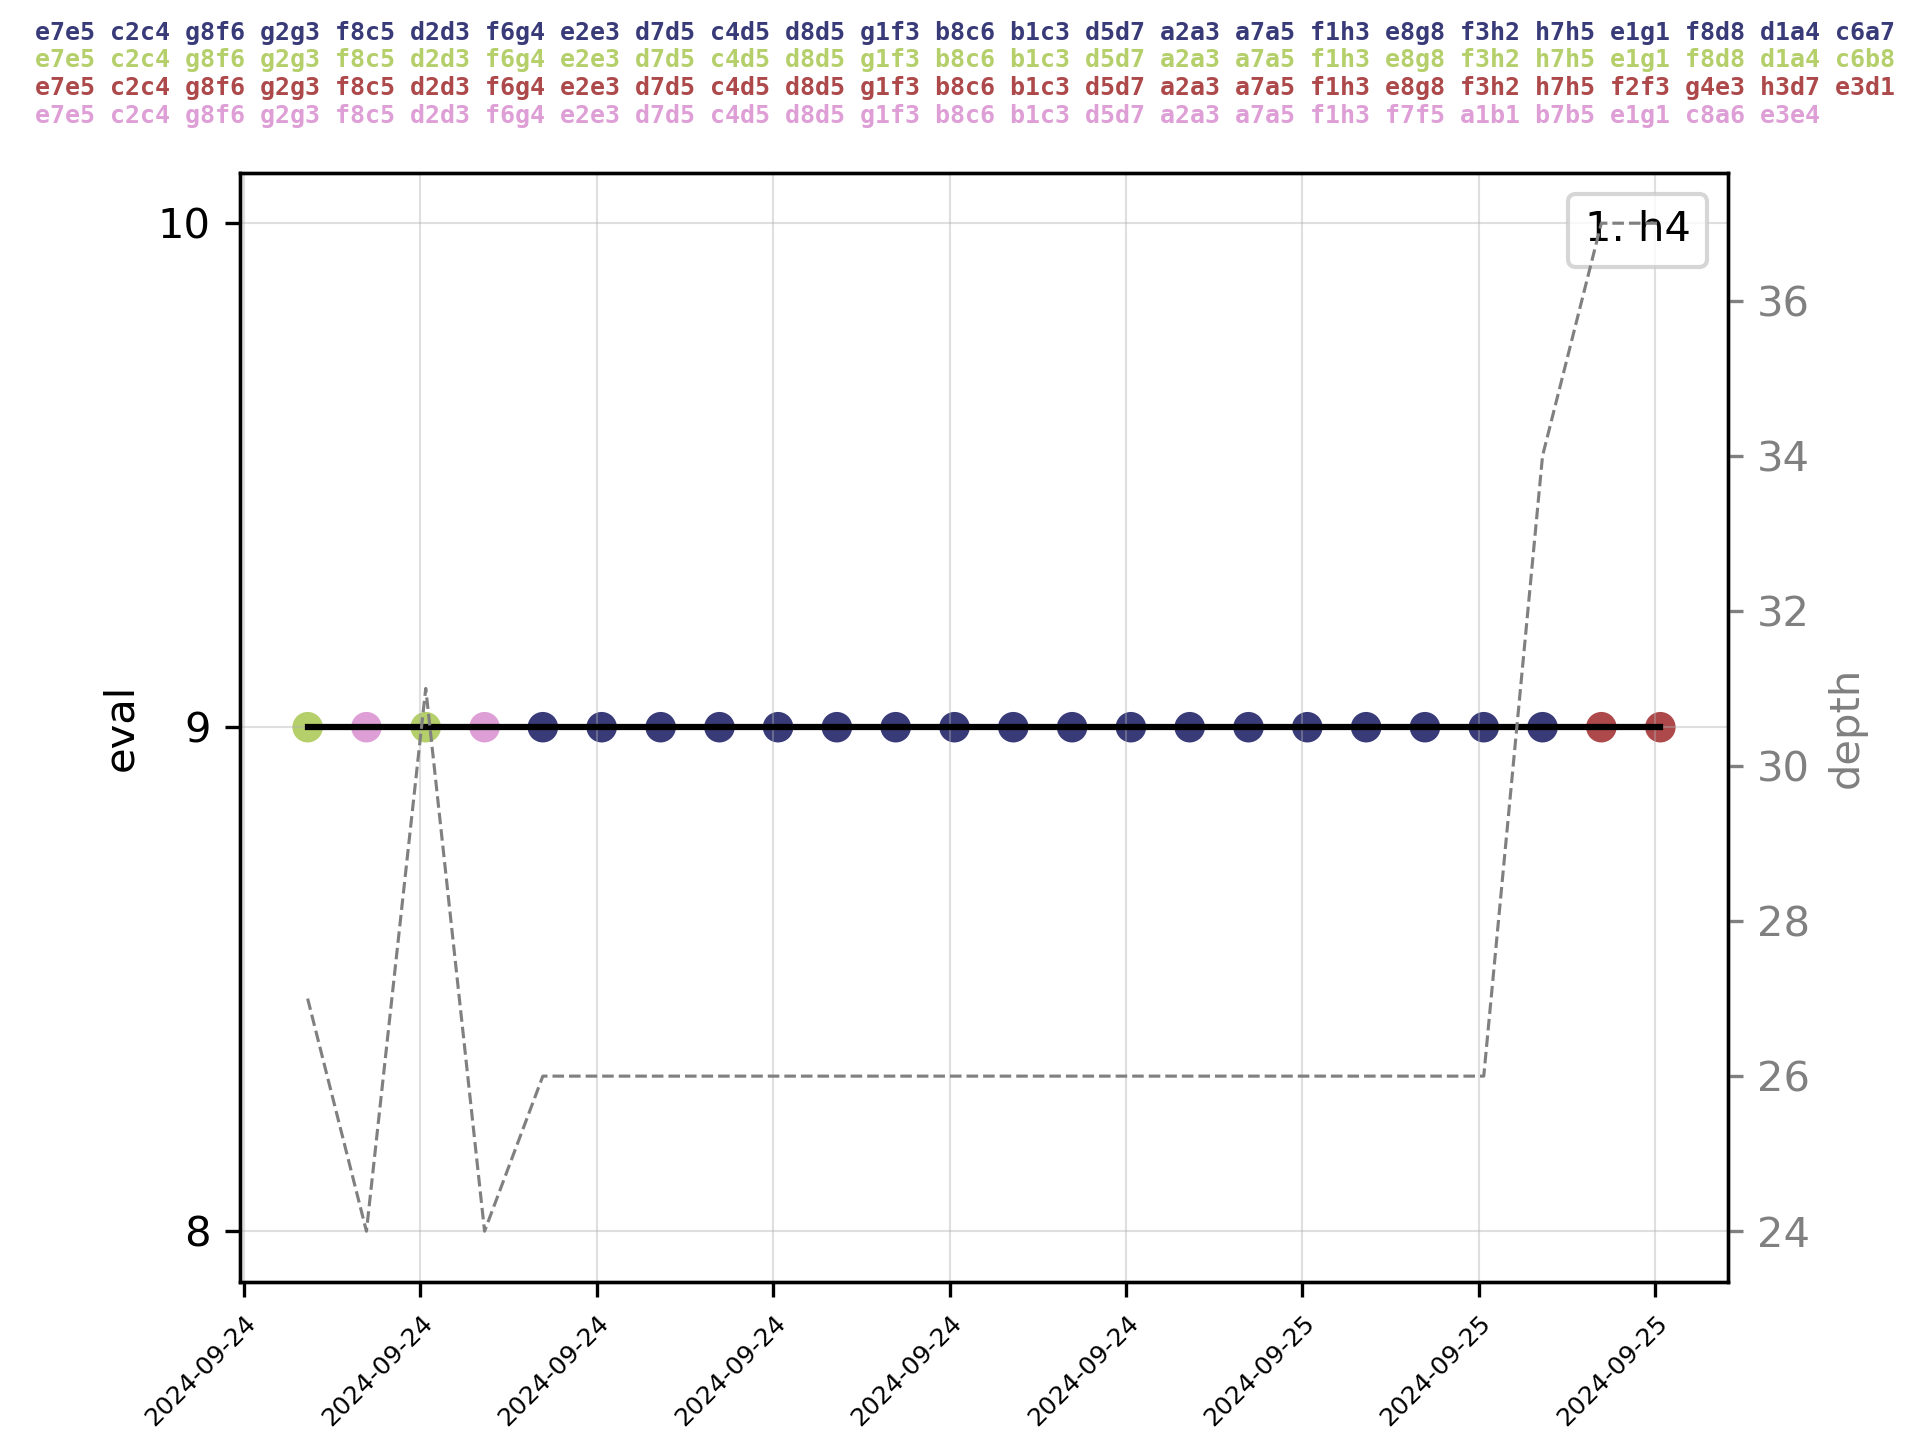 e7e5 c2c4 g8f6 g2g3 f8c5 d2d3 f6g4 e2e3 d7d5 c4d5 d8d5 g1f3 b8c6 b1c3 d5d7 a2a3 a7a5 f1h3 e8g8 f3h2 h7h5 e1g1 f8d8 d1a4 c6a7
e7e5 c2c4 g8f6 g2g3 f8c5 d2d3 f6g4 e2e3 d7d5 c4d5 d8d5 g1f3 b8c6 b1c3 d5d7 a2a3 a7a5 f1h3 e8g8 f3h2 h7h5 e1g1 f8d8 d1a4 c6b8
e7e5 c2c4 g8f6 g2g3 f8c5 d2d3 f6g4 e2e3 d7d5 c4d5 d8d5 g1f3 b8c6 b1c3 d5d7 a2a3 a7a5 f1h3 e8g8 f3h2 h7h5 f2f3 g4e3 h3d7 e3d1
e7e5 c2c4 g8f6 g2g3 f8c5 d2d3 f6g4 e2e3 d7d5 c4d5 d8d5 g1f3 b8c6 b1c3 d5d7 a2a3 a7a5 f1h3 f7f5 a1b1 b7b5 e1g1 c8a6 e3e4
1. h4
10
9
8
eval
36
34
32
30
28
26
24
depth
2024-09-24
2024-09-24
2024-09-24
2024-09-24
2024-09-24
2024-09-24
2024-09-25
2024-09-25
2024-09-25